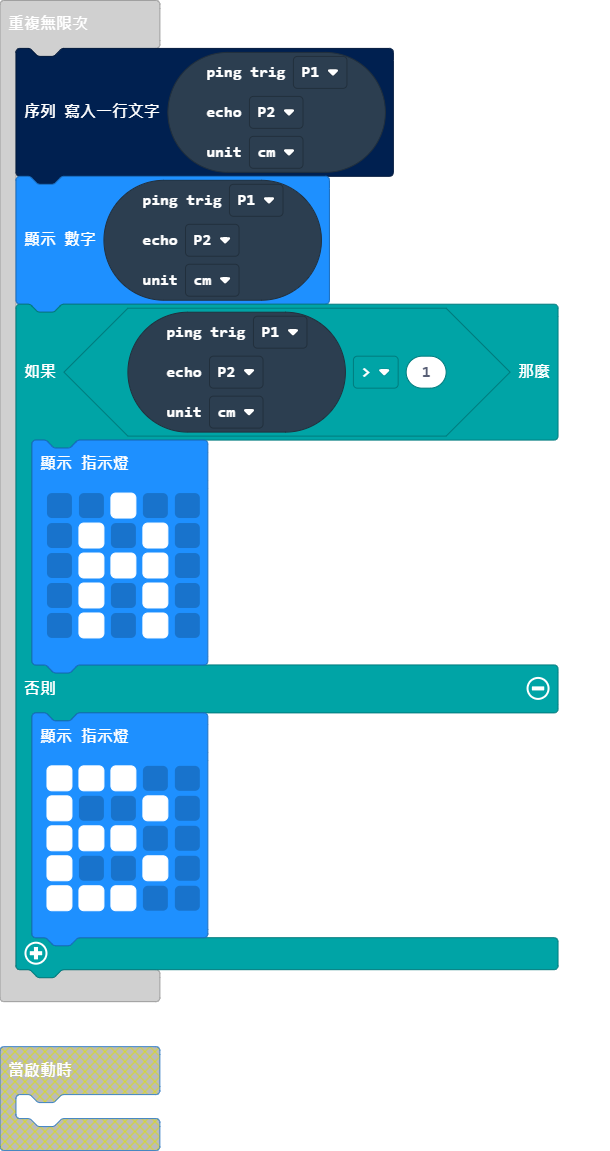 重複無限次
ping trig P1
序列 寫入一行文字 echo P2
unit cm
ping trig P1
顯示 數字 echo P2
unit cm
ping trig P1
如果 echo P2 > 1 那麼
unit cm
顯示 指示燈
否則
顯示 指示燈
當啟動時